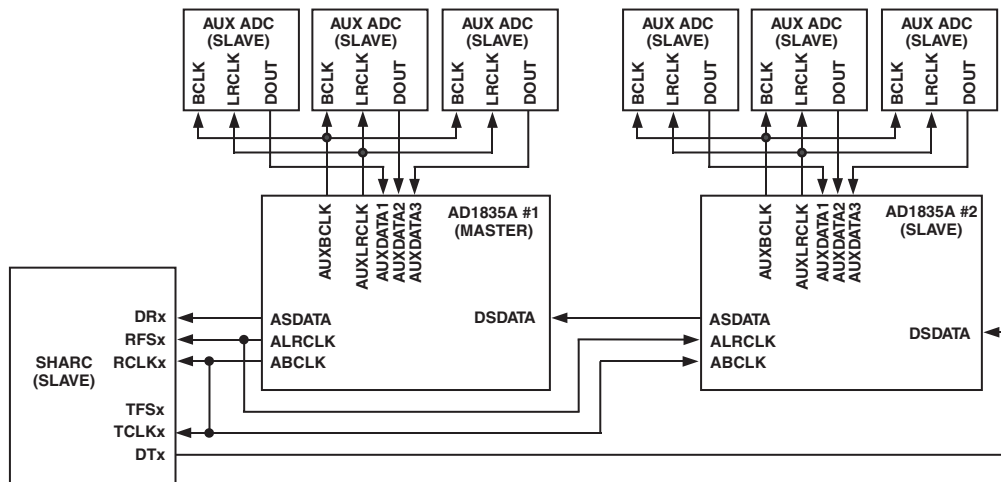 AUX ADC
(SLAVE)
BCLK
LRCLK
DOUT
AUX ADC
(SLAVE)
BCLK
LRCLK
DOUT
AUX ADC
(SLAVE)
BCLK
LRCLK
DOUT
AUX ADC
(SLAVE)
BCLK
LRCLK
DOUT
AUX ADC
(SLAVE)
BCLK
LRCLK
DOUT
AUX ADC
(SLAVE)
BCLK
LRCLK
DOUT
AUXBCLK
AUXLRCLK
AUXDATA1
AUXDATA2
AUXDATA3
AD1835A #1
(MASTER)
ASDATA
ALRCLK
ABCLK
DSDATA
AUXBCLK
AUXLRCLK
AUXDATA1
AUXDATA2
AUXDATA3
AD1835A #2
(SLAVE)
ASDATA
ALRCLK
ABCLK
DSDATA
SHARC
(SLAVE)
DRx
RFSx
RCLKx
TFSx
TCLKx
DTx